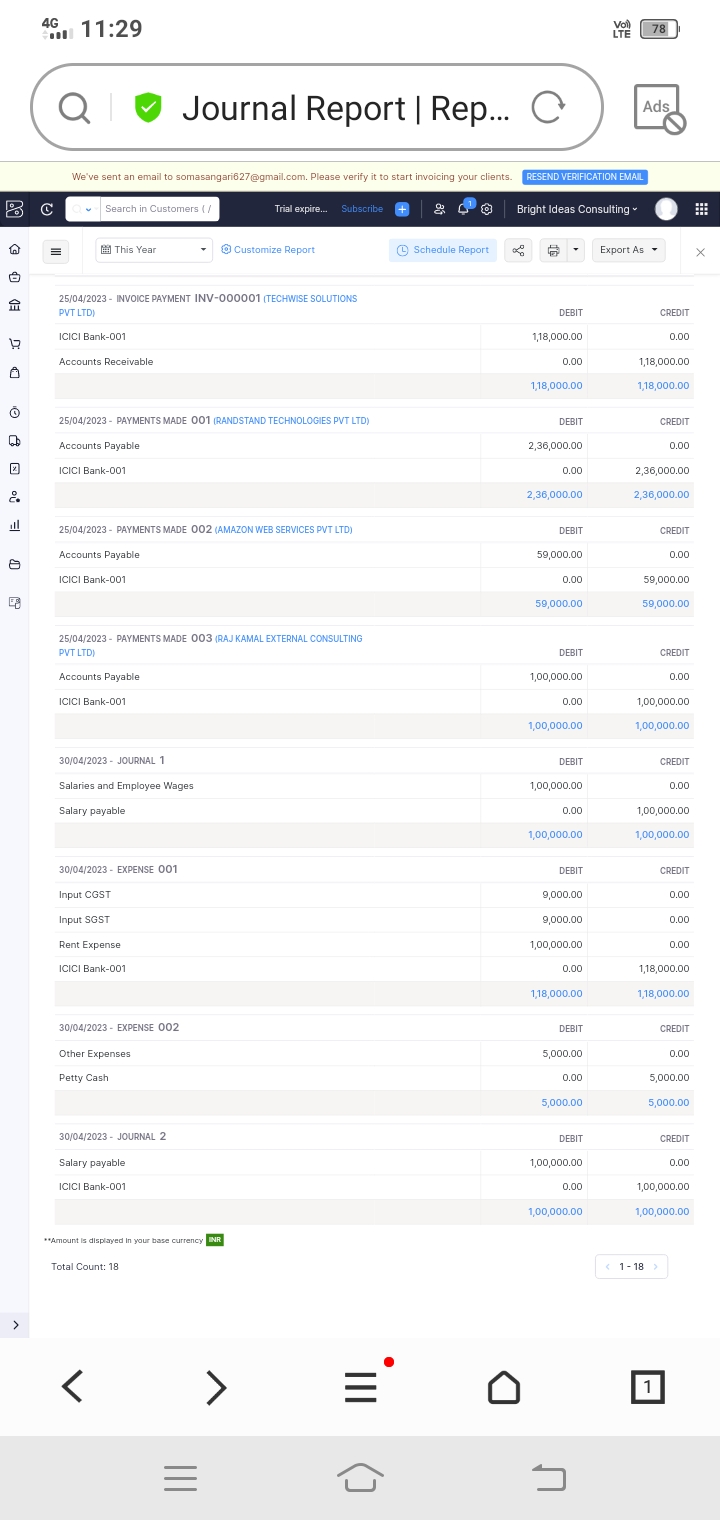 4G 11:29 Vo) LTE 78
Journal Report | Rep... Ads
We've sent an email to somasangari627@gmail.com. Please verify it to start invoicing your clients. RESEND VERIFICATION EMAIL
Search in Customers ( / Trial expire... Subscribe + 1 Bright Ideas Consulting
This Year Customize Report Schedule Report Export As
25/04/2023 - INVOICE PAYMENT INV-000001 (TECHWISE SOLUTIONS
PVT LTD) DEBIT CREDIT
ICICI Bank-001 1,18,000.00 0.00
Accounts Receivable 0.00 1,18,000.00
1,18,000.00 1,18,000.00
25/04/2023 - PAYMENTS MADE 001 (RANDSTAND TECHNOLOGIES PVT LTD) DEBIT CREDIT
Accounts Payable 2,36,000.00 0.00
ICICI Bank-001 0.00 2,36,000.00
2,36,000.00 2,36,000.00
25/04/2023 - PAYMENTS MADE 002 (AMAZON WEB SERVICES PVT LTD) DEBIT CREDIT
Accounts Payable 59,000.00 0.00
ICICI Bank-001 0.00 59,000.00
59,000.00 59,000.00
25/04/2023 - PAYMENTS MADE 003 (RAJ KAMAL EXTERNAL CONSULTING
PVT LTD) DEBIT CREDIT
Accounts Payable 1,00,000.00 0.00
ICICI Bank-001 0.00 1,00,000.00
1,00,000.00 1,00,000.00
30/04/2023 - JOURNAL 1 DEBIT CREDIT
Salaries and Employee Wages 1,00,000.00 0.00
Salary payable 0.00 1,00,000.00
1,00,000.00 1,00,000.00
30/04/2023 - EXPENSE 001 DEBIT CREDIT
Input CGST 9,000.00 0.00
Input SGST 9,000.00 0.00
Rent Expense 1,00,000.00 0.00
ICICI Bank-001 0.00 1,18,000.00
1,18,000.00 1,18,000.00
30/04/2023 - EXPENSE 002 DEBIT CREDIT
Other Expenses 5,000.00 0.00
Petty Cash 0.00 5,000.00
5,000.00 5,000.00
30/04/2023 - JOURNAL 2 DEBIT CREDIT
Salary payable 1,00,000.00 0.00
ICICI Bank-001 0.00 1,00,000.00
1,00,000.00 1,00,000.00
**Amount is displayed in your base currency INR
Total Count: 18 1 - 18
1